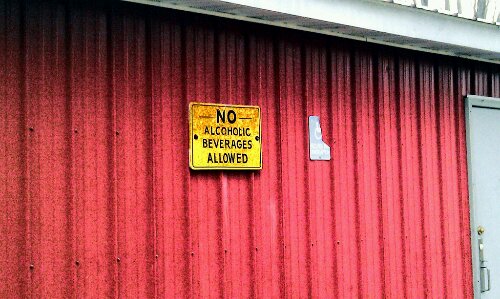 NO
ALCOHOLIC
BEVERAGES
ALLOWED